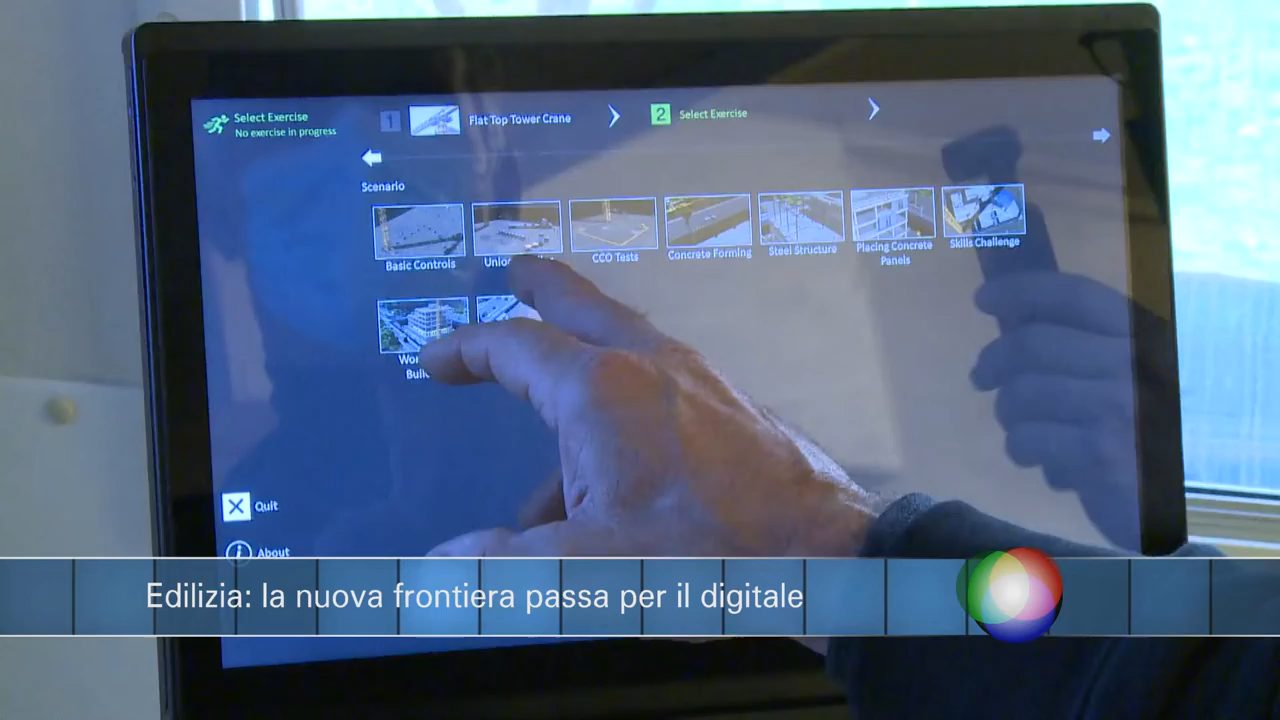 Select Exercise
No exercise in progress
1
Flat Top Tower Crane
2
Select Exercise
Scenario
Basic Controls
CCO Tests
Concrete Forming
Steel Structure
Placing Concrete
Panels
Skills Challenge
Quit
i
About
Edilizia: la nuova frontiera passa per il digitale